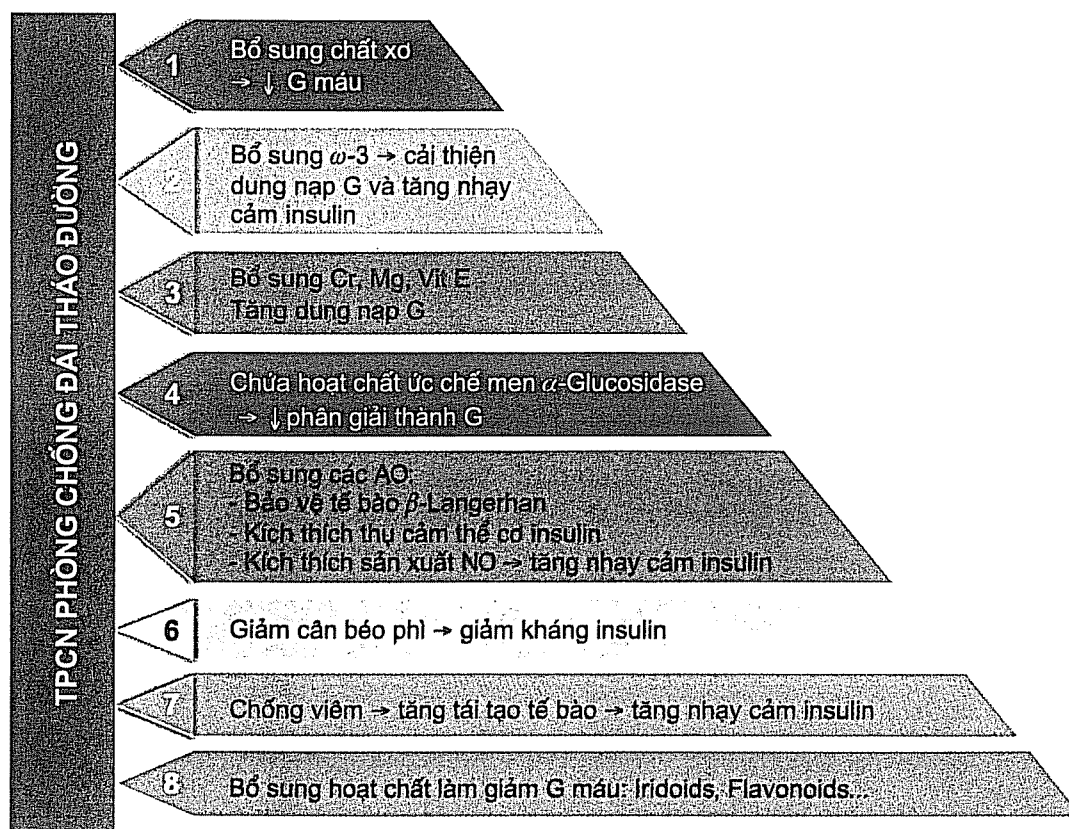 TPCN PHÒNG CHỐNG ĐÁI THÁO ĐƯỜNG
1
Bổ sung chất xơ
→ ↓ G máu
2
Bổ sung ω-3 → cải thiện
dung nạp G và tăng nhạy
cảm insulin
3
Bổ sung Cr, Mg, Vit E
Tăng dung nạp G
4
Chứa hoạt chất ức chế men α-Glucosidase
→ ↓ phân giải thành G
5
Bổ sung các AO:
- Bảo vệ tế bào β-Langerhan
- Kích thích thụ cảm thể cơ insulin
- Kích thích sản xuất NO → tăng nhạy cảm insulin
6
Giảm cân béo phì → giảm kháng insulin
7
Chống viêm → tăng tái tạo tế bào → tăng nhạy cảm insulin
8
Bổ sung hoạt chất làm giảm G máu: Iridoids, Flavonoids...